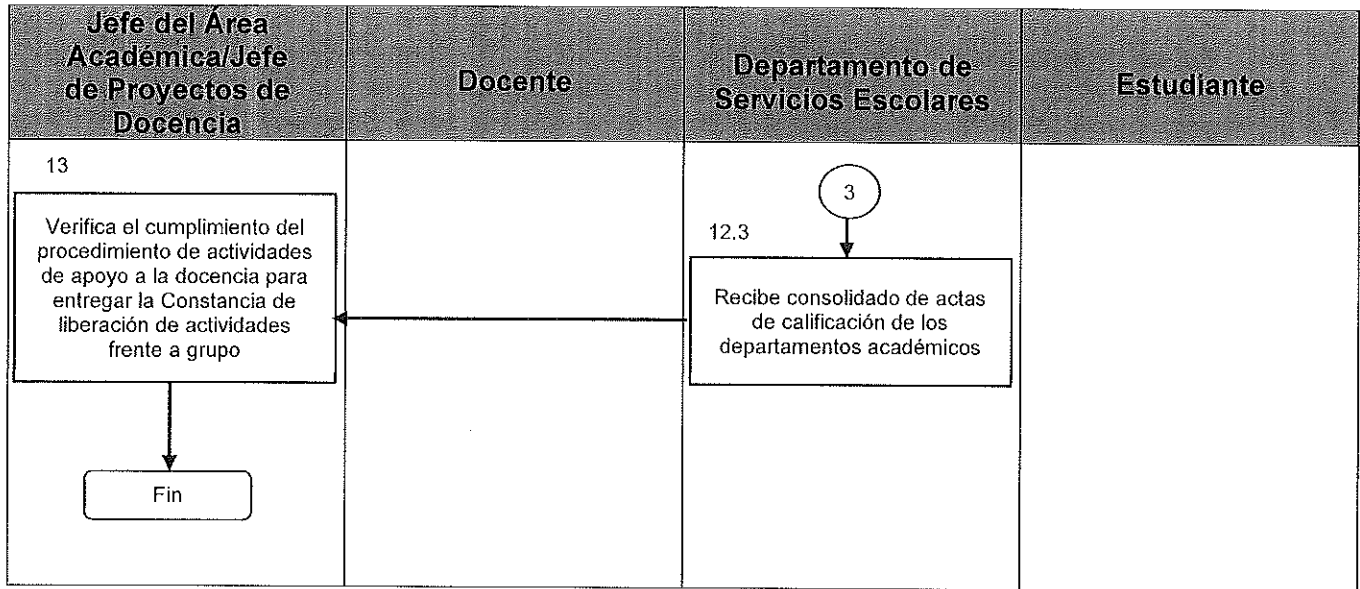 Jefe del Área
Académica/Jefe
de Proyectos de
Docencia
Docente
Departamento de
Servicios Escolares
Estudiante
13
Verifica el cumplimiento del
procedimiento de actividades
de apoyo a la docencia para
entregar la Constancia de
liberación de actividades
frente a grupo
Fin
3
12.3
Recibe consolidado de actas
de calificación de los
departamentos académicos